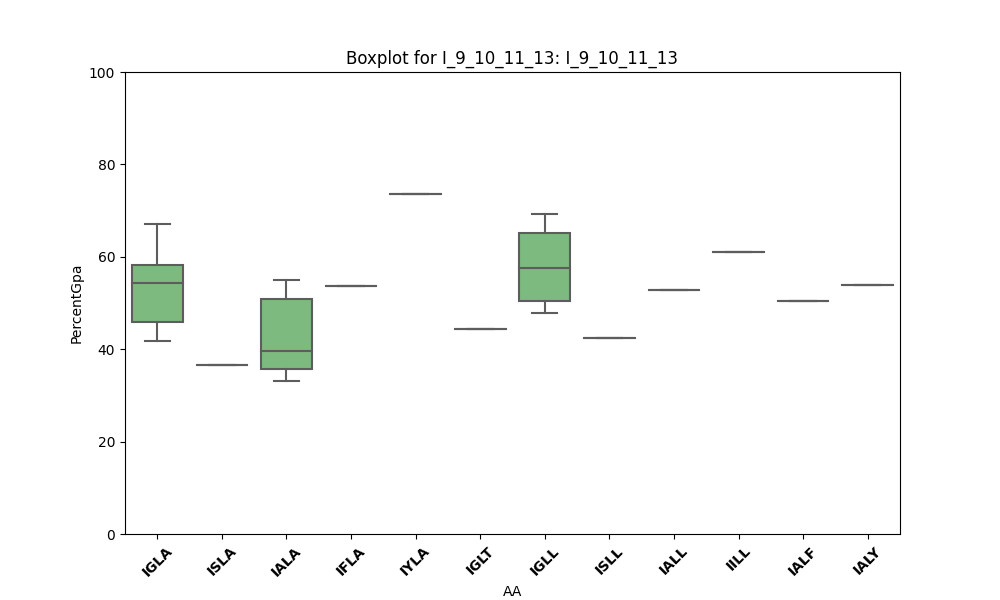 Boxplot for I_9_10_11_13: I_9_10_11_13
100
80
60
40
20
0
PercentGpa
IGLA ISLA IALA IFLA IYLA IGLT IGLL ISLL IALL IILL IALF IALY
AA